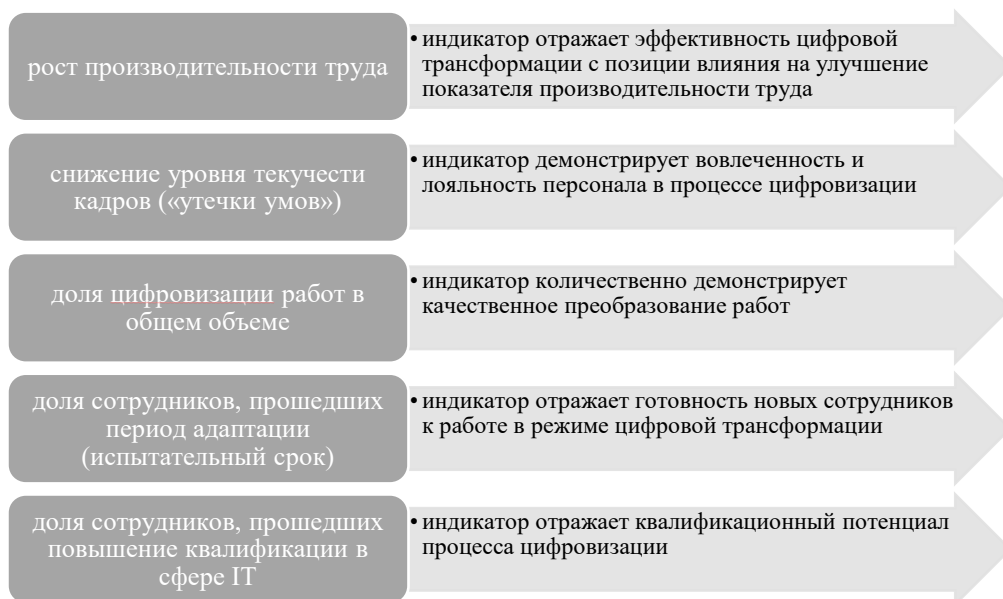 рост производительности труда
• индикатор отражает эффективность цифровой
трансформации с позиции влияния на улучшение
показателя производительности труда
снижение уровня текучести
кадров («утечки умов»)
• индикатор демонстрирует вовлеченность и
лояльность персонала в процессе цифровизации
доля цифровизации работ в
общем объеме
• индикатор количественно демонстрирует
качественное преобразование работ
доля сотрудников, прошедших
период адаптации
(испытательный срок)
• индикатор отражает готовность новых сотрудников
к работе в режиме цифровой трансформации
доля сотрудников, прошедших
повышение квалификации в
сфере IT
• индикатор отражает квалификационный потенциал
процесса цифровизации